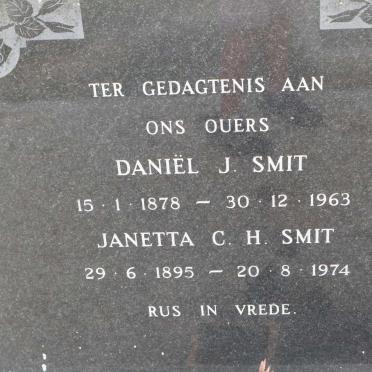 TER GEDAGTENIS AAN
ONS OUERS
DANIËL J. SMIT
15 · 1 · 1878 – 30 · 12 · 1963
JANETTA C. H. SMIT
29 · 6 · 1895 – 20 · 8 · 1974
RUS IN VREDE.